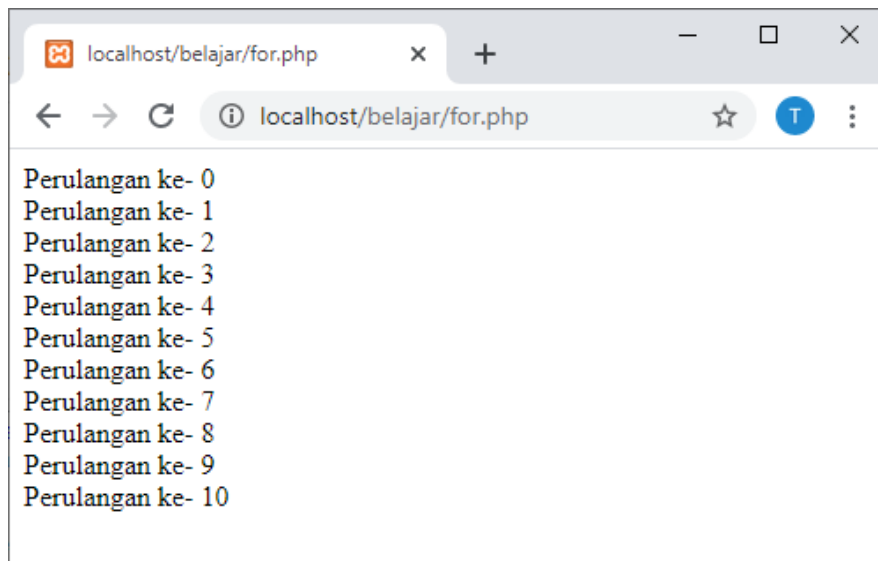 localhost/belajar/for.php
localhost/belajar/for.php
T
Perulangan ke- 0
Perulangan ke- 1
Perulangan ke- 2
Perulangan ke- 3
Perulangan ke- 4
Perulangan ke- 5
Perulangan ke- 6
Perulangan ke- 7
Perulangan ke- 8
Perulangan ke- 9
Perulangan ke- 10